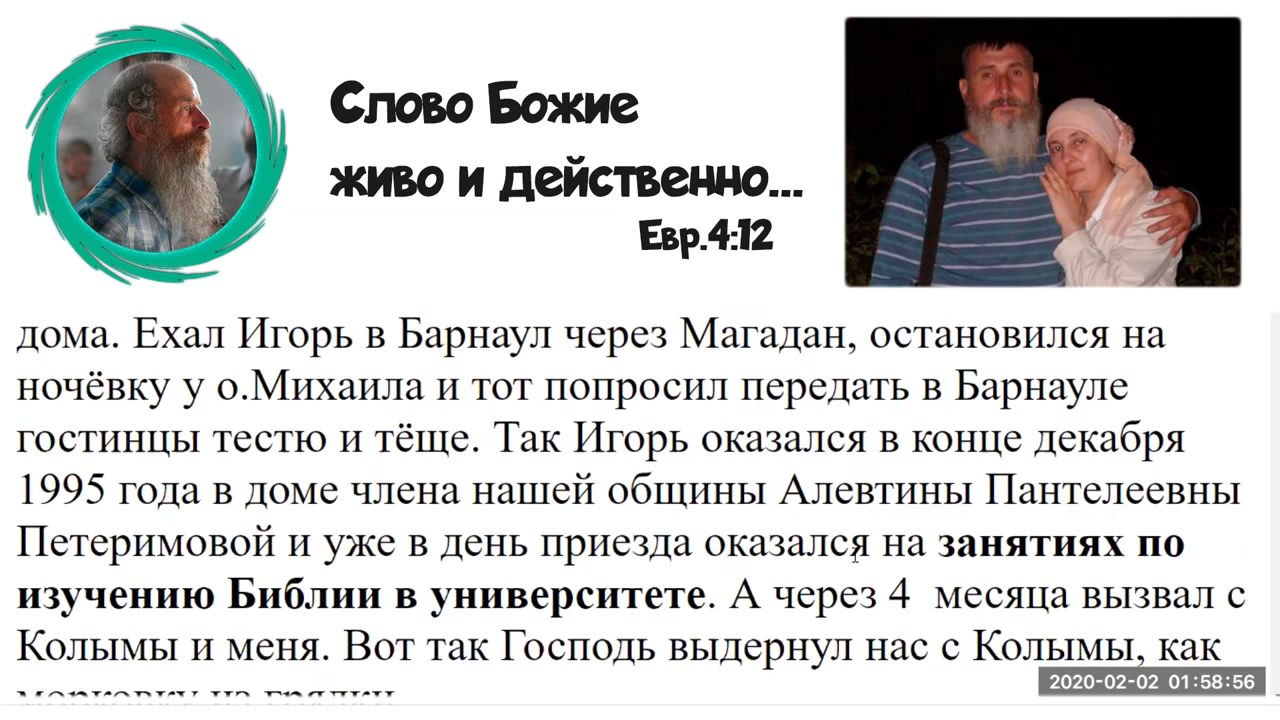 Слово Божие
живо и действенно...
Евр.4:12
дома. Ехал Игорь в Барнаул через Магадан, остановился на
ночёвку у о.Михаила и тот попросил передать в Барнауле
гостинцы тестю и тёще. Так Игорь оказался в конце декабря
1995 года в доме члена нашей общины Алевтины Пантелеевны
Петеримовой и уже в день приезда оказался на занятиях по
изучению Библии в университете. А через 4 месяца вызвал с
Колымы и меня. Вот так Господь выдернул нас с Колымы, как
2020-02-02 01:58:56